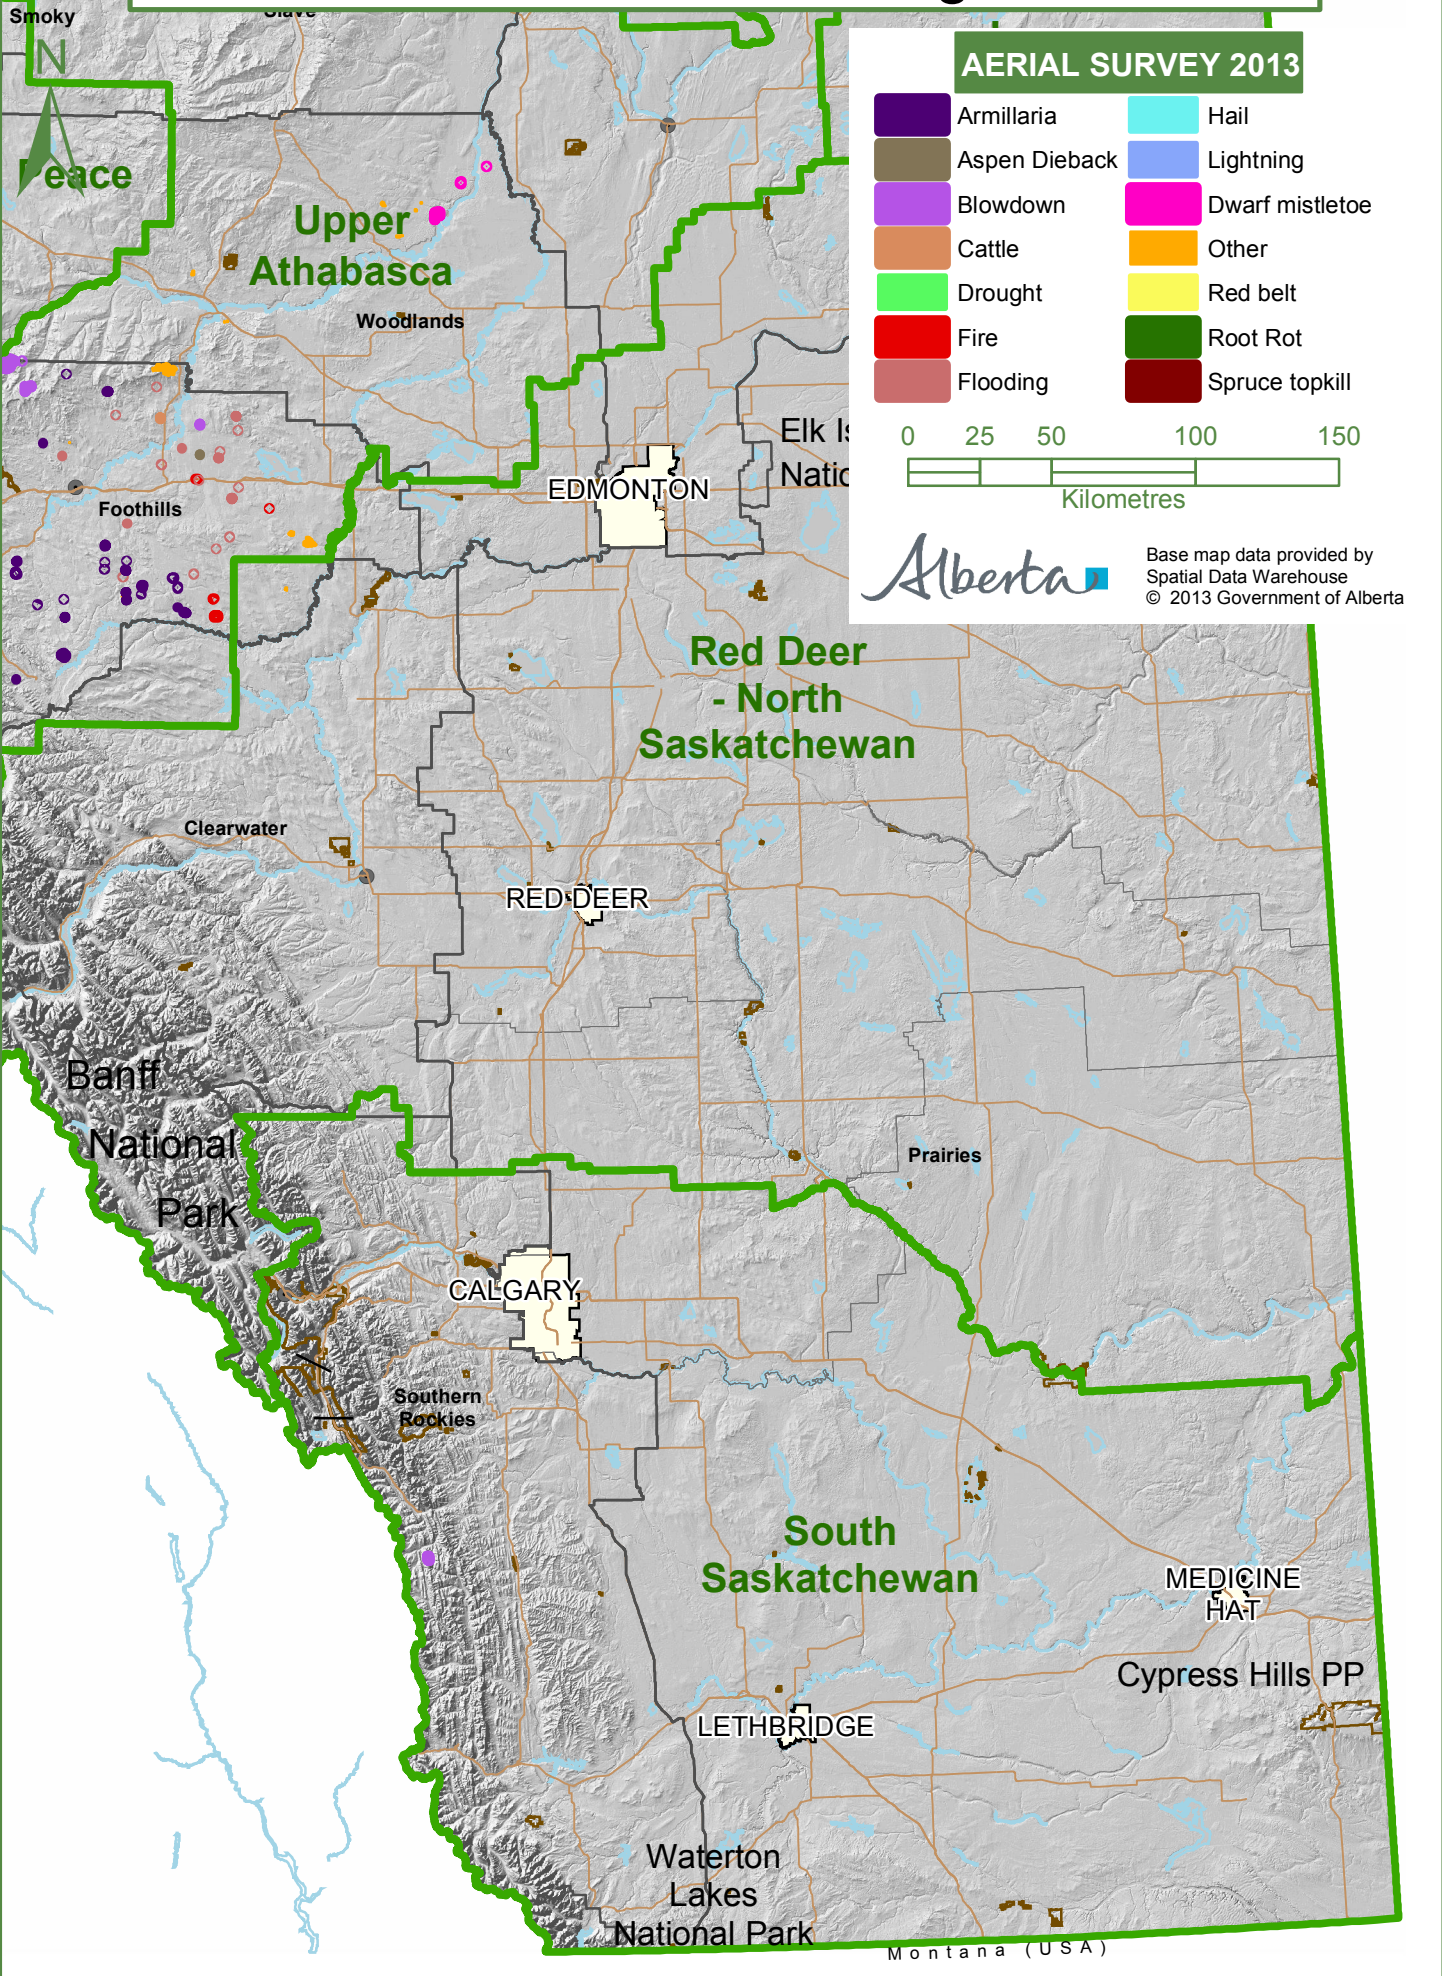 Smoky
Slave
N
Peace
Upper
Athabasca
Woodlands
AERIAL SURVEY 2013
Armillaria
Aspen Dieback
Blowdown
Cattle
Drought
Fire
Flooding
Hail
Lightning
Dwarf mistletoe
Other
Red belt
Root Rot
Spruce topkill
0 25 50 100 150
Kilometres
Alberta
Base map data provided by
Spatial Data Warehouse
© 2013 Government of Alberta
Elk Is
Natio
EDMONTON
Foothills
Red Deer
- North
Saskatchewan
Clearwater
RED DEER
Banff
National
Park
Prairies
CALGARY
Southern
Rockies
South
Saskatchewan
MEDICINE
HAT
Cypress Hills PP
LETHBRIDGE
Waterton
Lakes
National Park
Montana (USA)